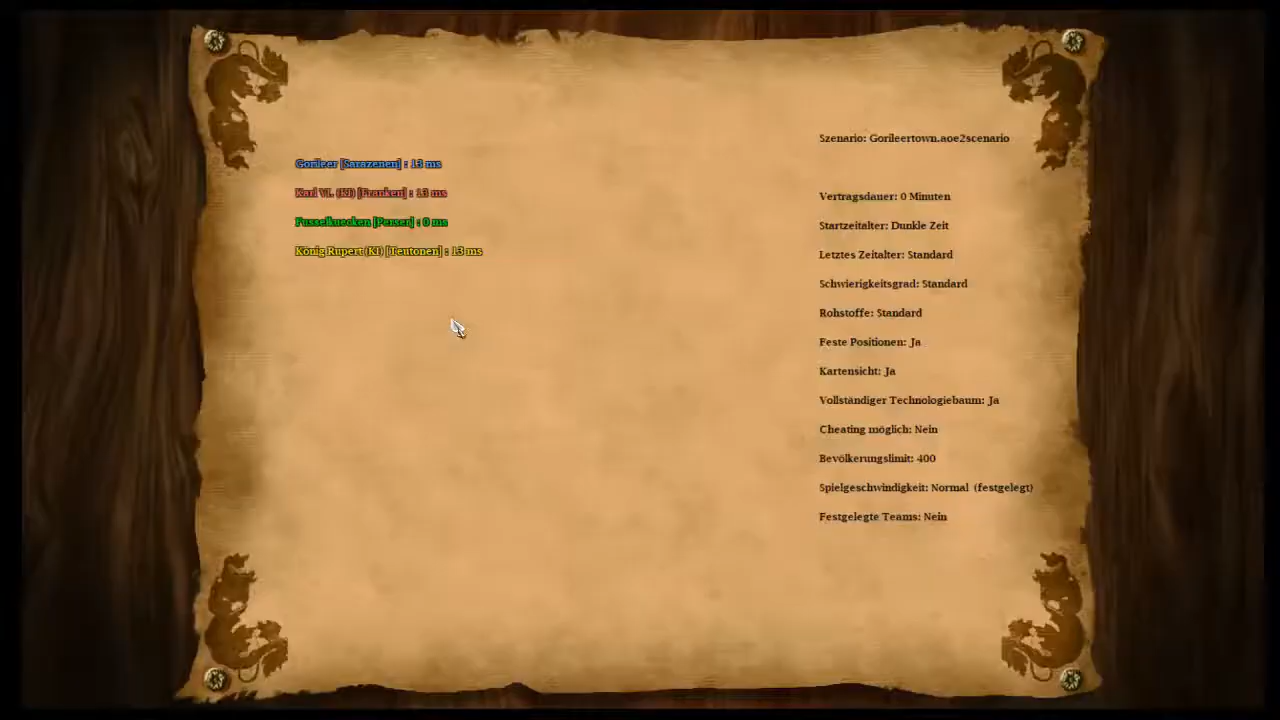 Gorileer [Sarazenen] : 13 ms
Karl VI. (KI) [Franken] : 13 ms
Fusselkuecken [Perser] : 0 ms
König Rupert (KI) [Teutonen] : 13 ms
Szenario: Gorileertown.aoe2scenario
Vertragsdauer: 0 Minuten
Startzeitalter: Dunkle Zeit
Letztes Zeitalter: Standard
Schwierigkeitsgrad: Standard
Rohstoffe: Standard
Feste Positionen: Ja
Kartensicht: Ja
Vollständiger Technologiebaum: Ja
Cheating möglich: Nein
Bevölkerungslimit: 400
Spielgeschwindigkeit: Normal (festgelegt)
Festgelegte Teams: Nein